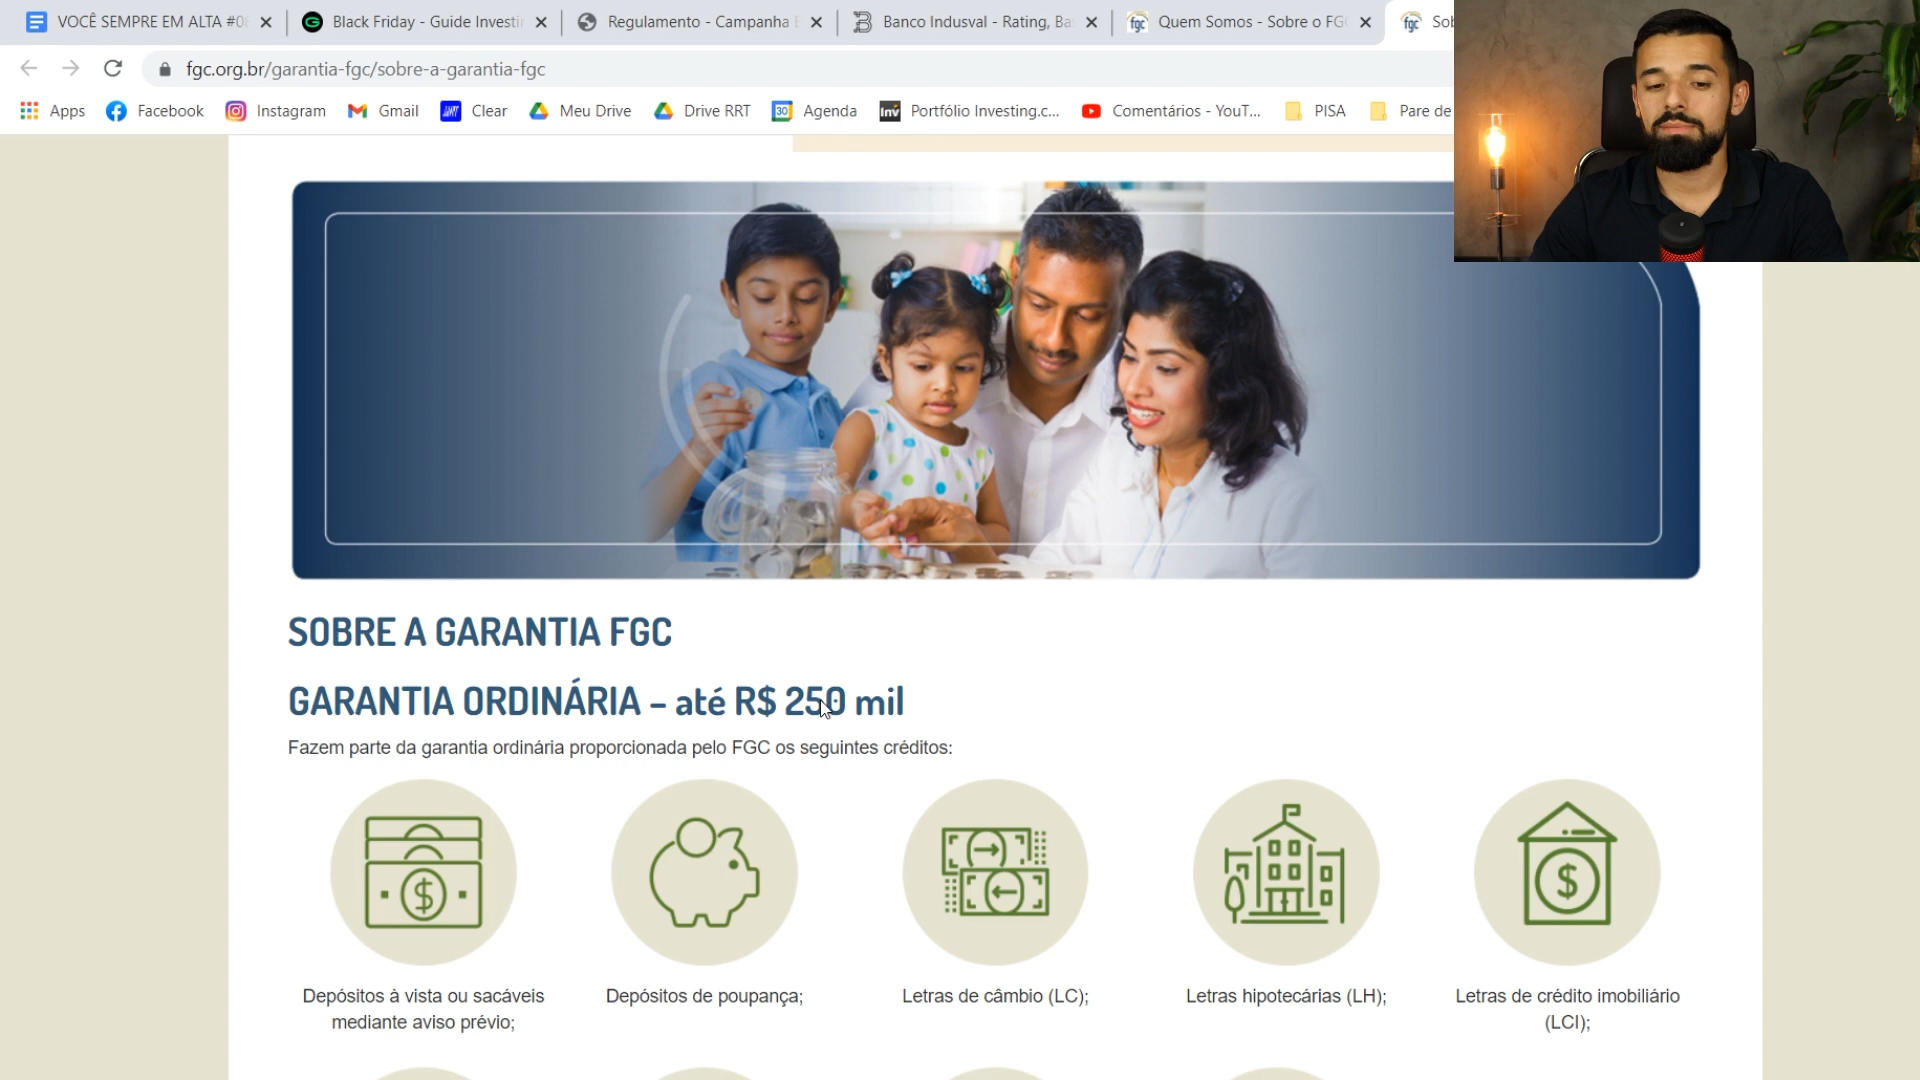 VOCÊ SEMPRE EM ALTA #0
Black Friday - Guide Investi
Regulamento - Campanha
Banco Indusval - Rating, Ba
Quem Somos - Sobre o FG
fgc
Sob
fgc.org.br/garantia-fgc/sobre-a-garantia-fgc
Apps
Facebook
Instagram
Gmail
Clear
Meu Drive
Drive RRT
30
Agenda
Inv
Portfólio Investing.c...
Comentários - YouT...
PISA
Pare de
SOBRE A GARANTIA FGC
GARANTIA ORDINÁRIA – até R$ 250 mil
Fazem parte da garantia ordinária proporcionada pelo FGC os seguintes créditos:
Depósitos à vista ou sacáveis
mediante aviso prévio;
Depósitos de poupança;
Letras de câmbio (LC);
Letras hipotecárias (LH);
Letras de crédito imobiliário
(LCI);